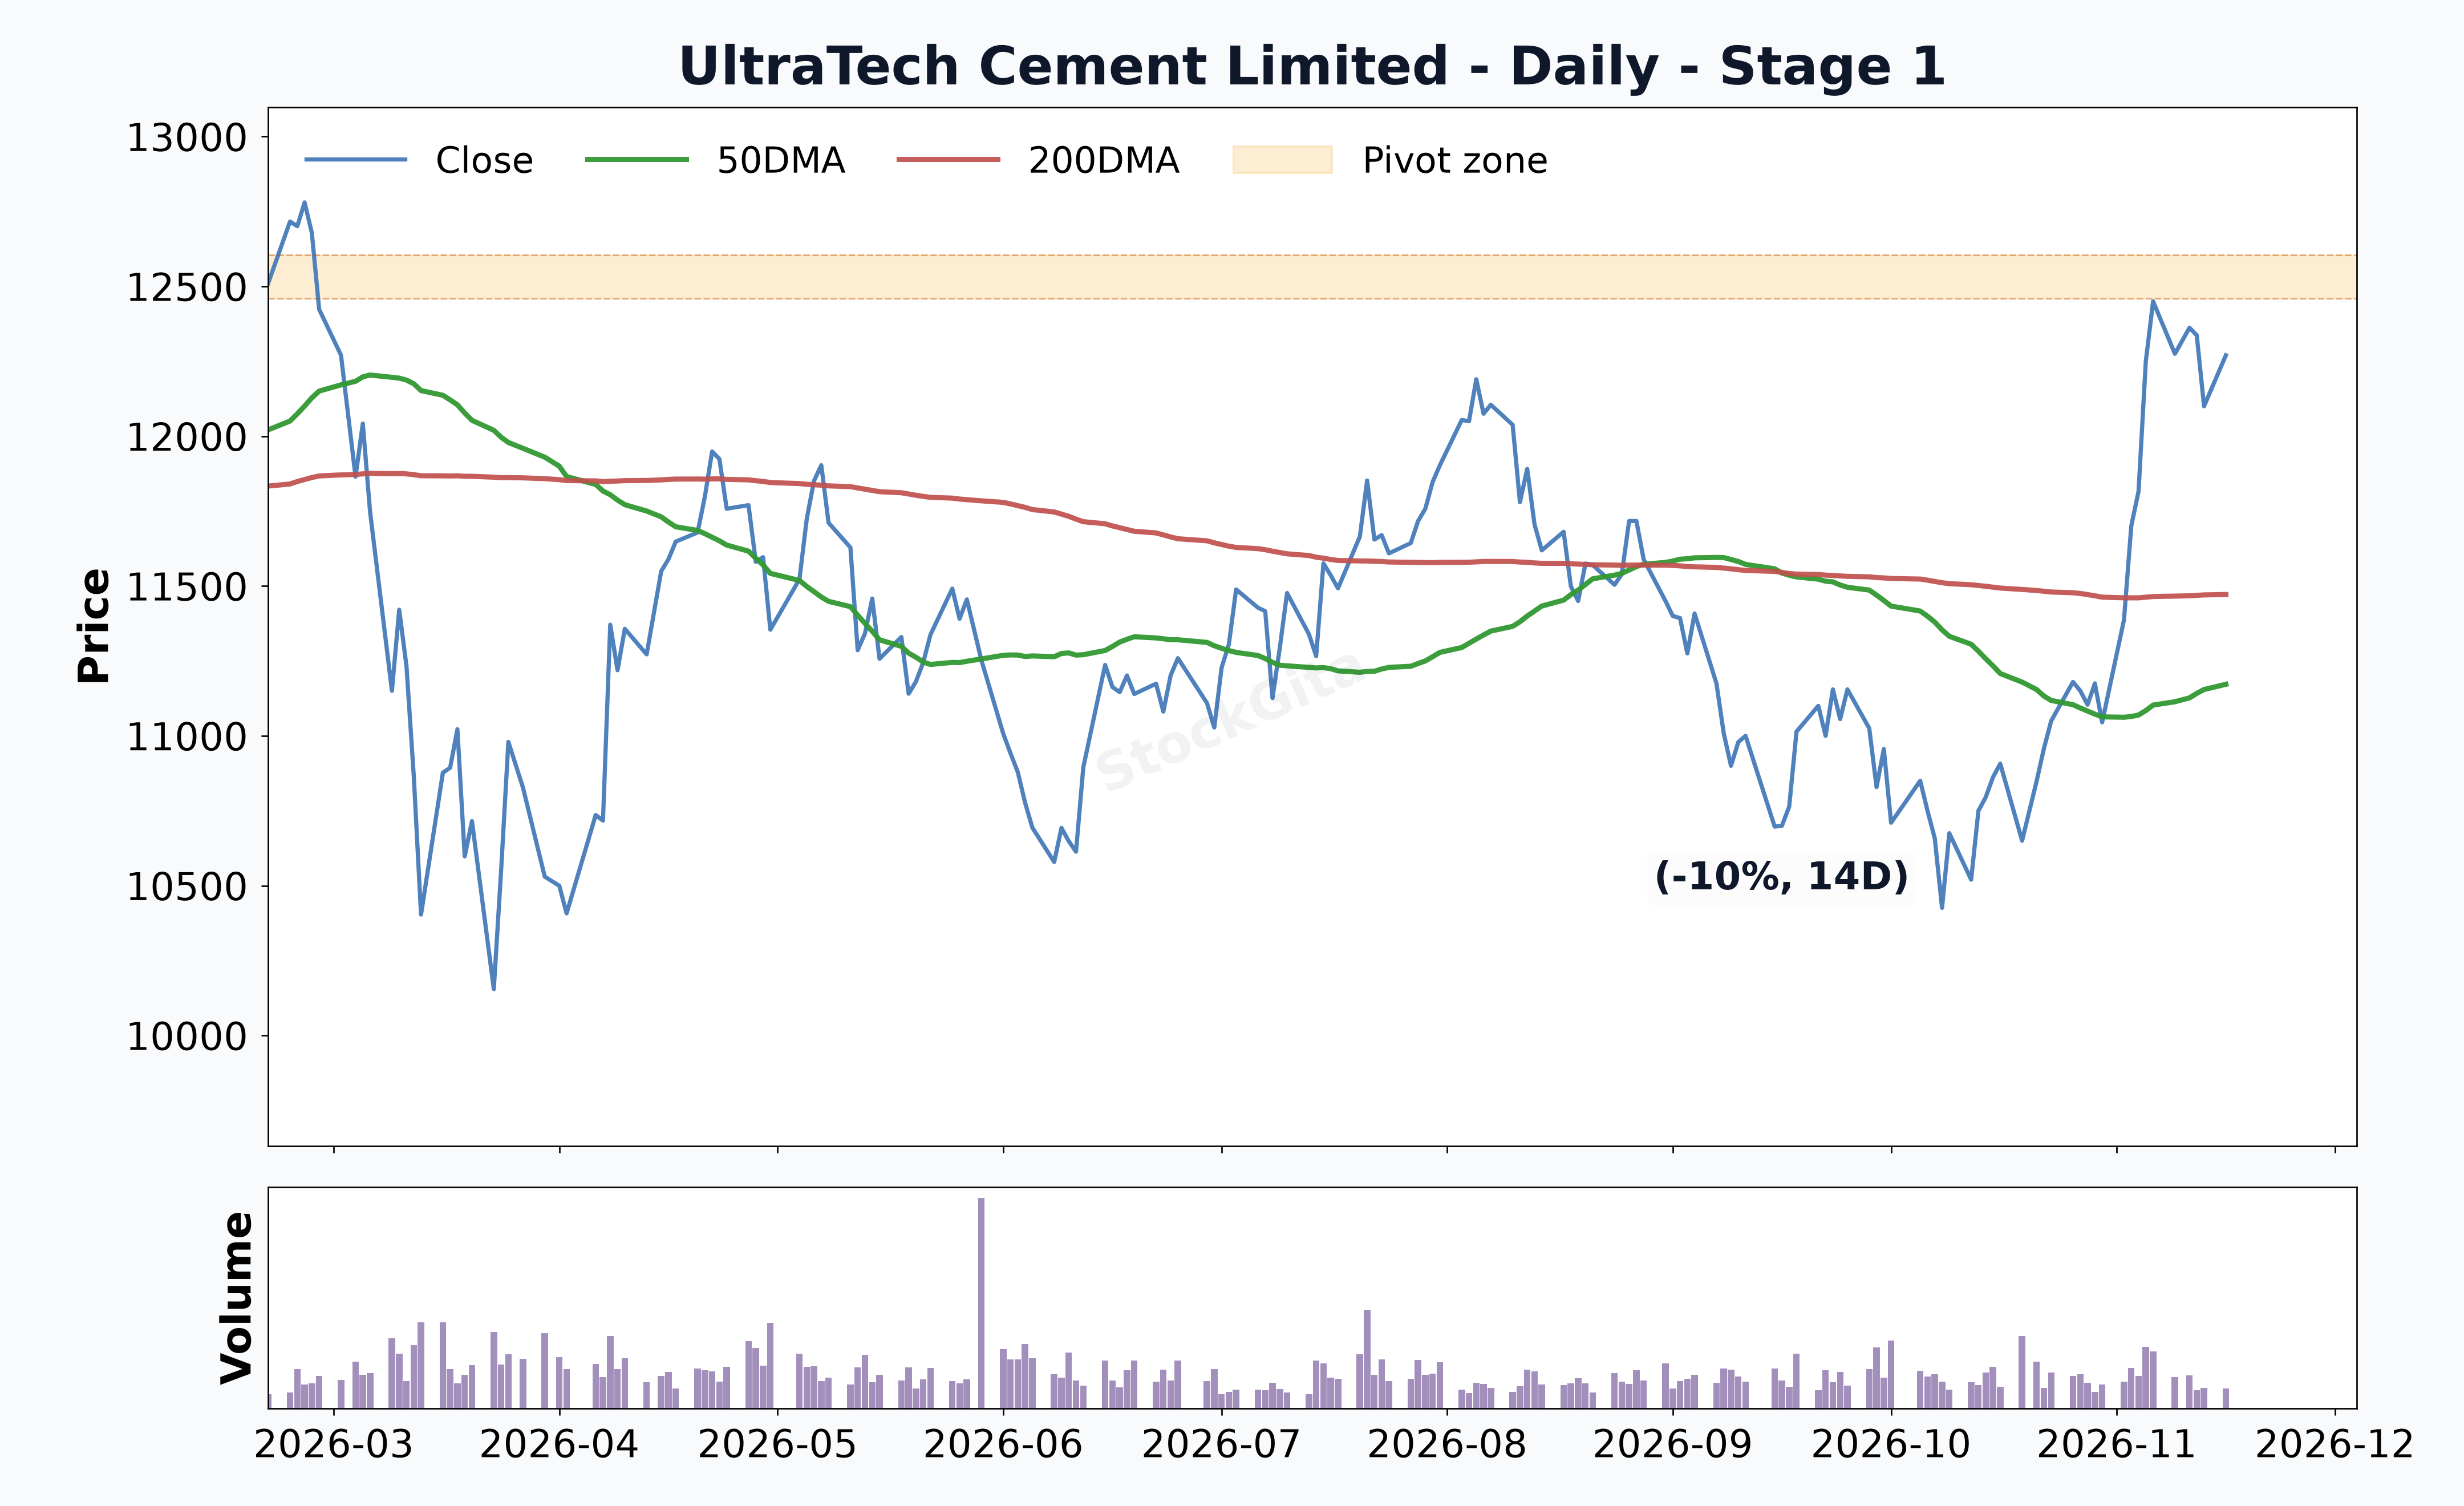 UltraTech Cement Limited - Daily - Stage 1
Close 50DMA 200DMA Pivot zone
13000
12500
12000
11500
11000
10500
10000
Price
StockGita
(-10%, 14D)
Volume
2026-03 2026-04 2026-05 2026-06 2026-07 2026-08 2026-09 2026-10 2026-11 2026-12